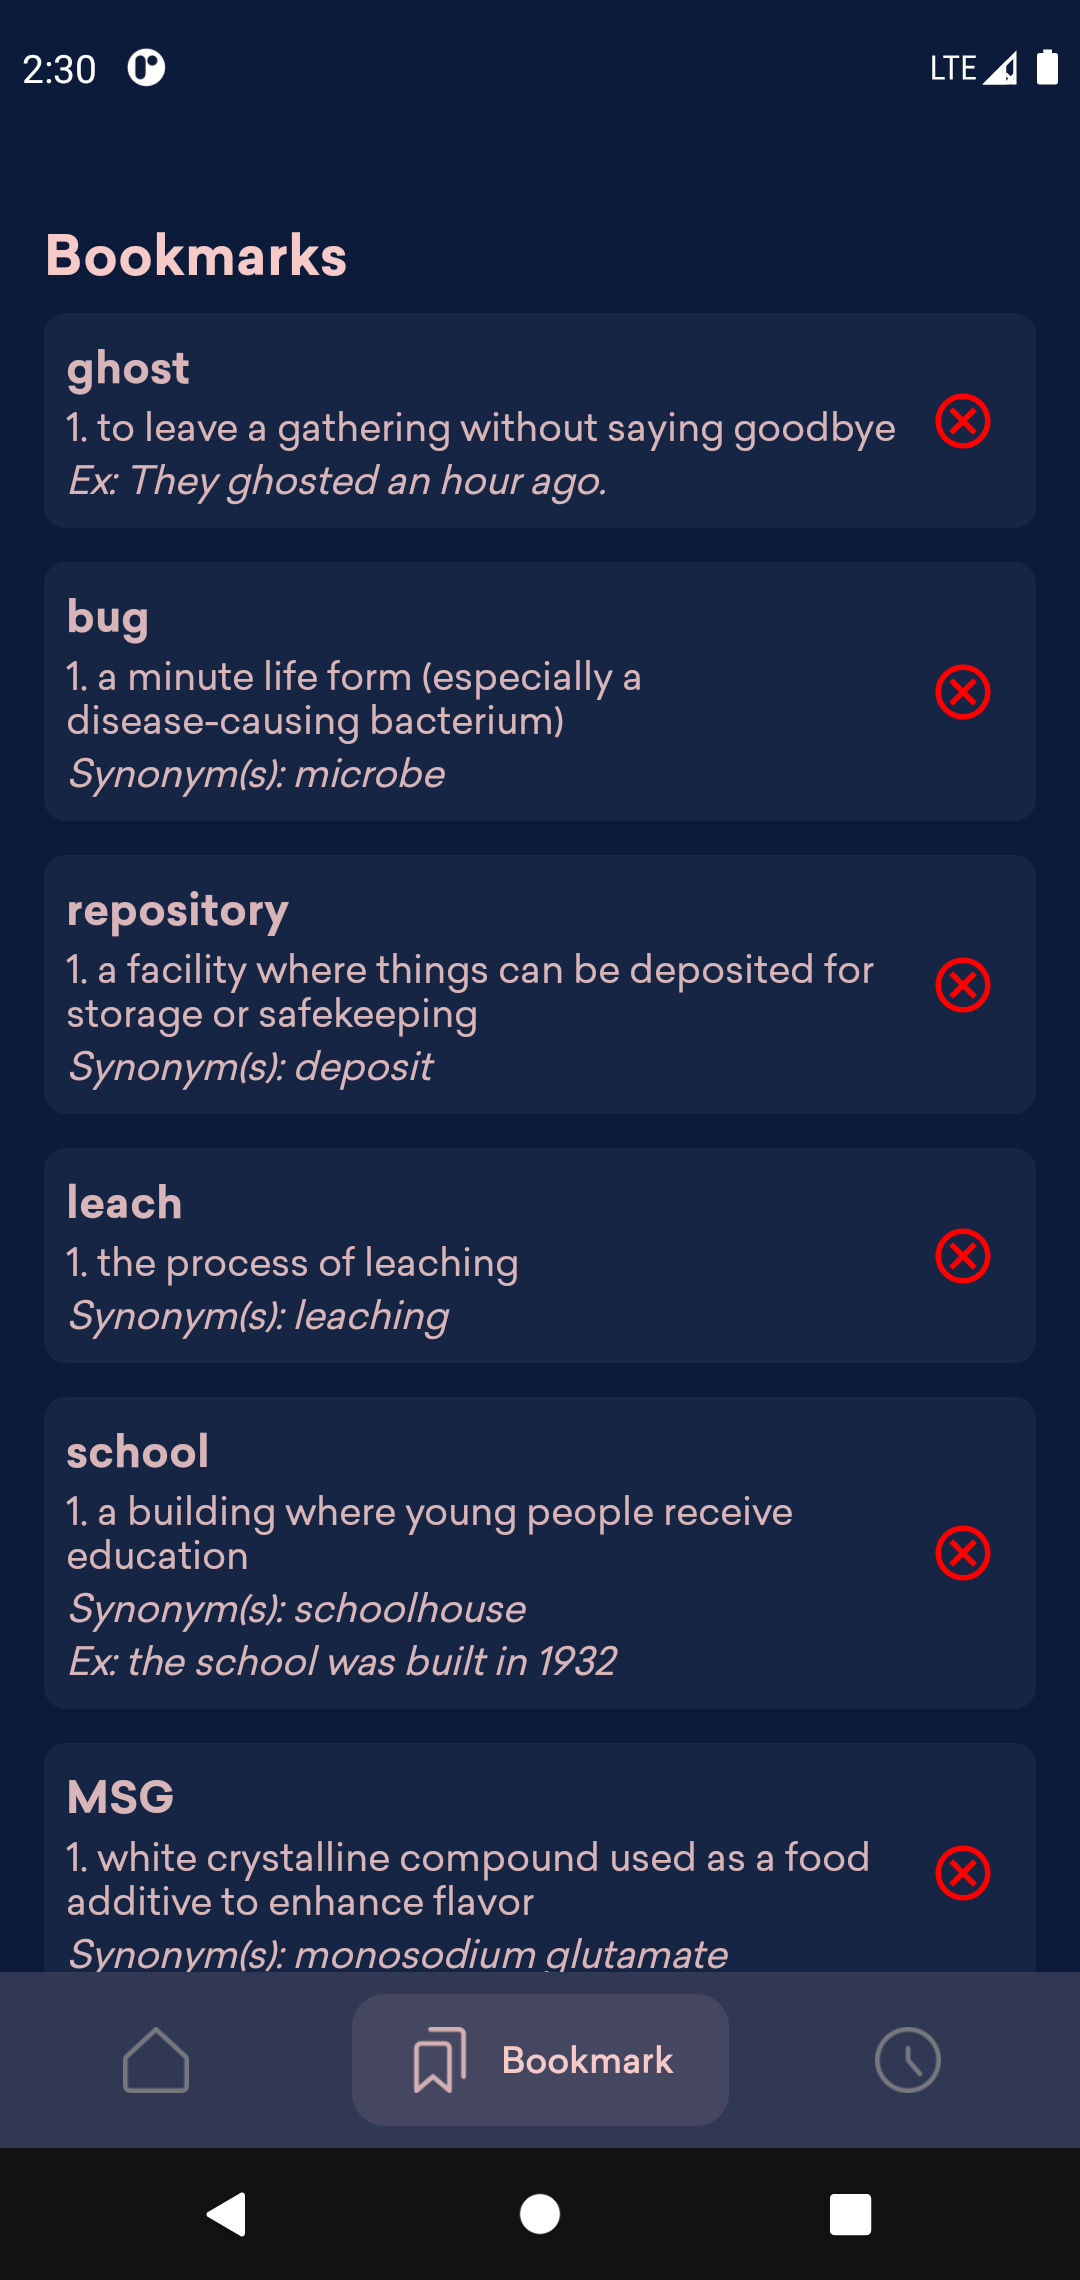 2:30
LTE
Bookmarks
ghost
1. to leave a gathering without saying goodbye
Ex: They ghosted an hour ago.
bug
1. a minute life form (especially a
disease-causing bacterium)
Synonym(s): microbe
repository
1. a facility where things can be deposited for
storage or safekeeping
Synonym(s): deposit
leach
1. the process of leaching
Synonym(s): leaching
school
1. a building where young people receive
education
Synonym(s): schoolhouse
Ex: the school was built in 1932
MSG
1. white crystalline compound used as a food
additive to enhance flavor
Synonym(s): monosodium glutamate
Bookmark